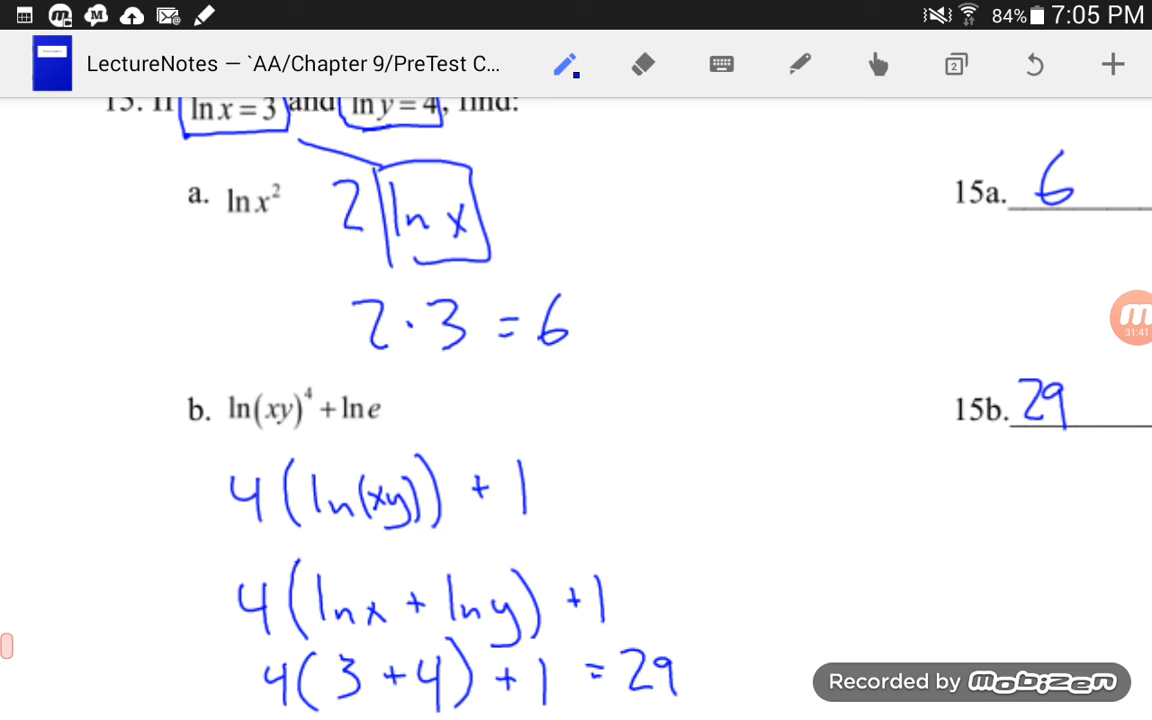 84% 7:05 PM
LectureNotes — `AA/Chapter 9/PreTest C...
2
15. If ln x = 3 and ln y = 4, find:
a. ln x² 2 ln x 15a. 6
2 · 3 = 6
31:41
b. ln(xy)⁴ + ln e 15b. 29
4(ln(xy)) + 1
4(ln x + ln y) + 1
4(3 + 4) + 1 = 29
Recorded by mobizen